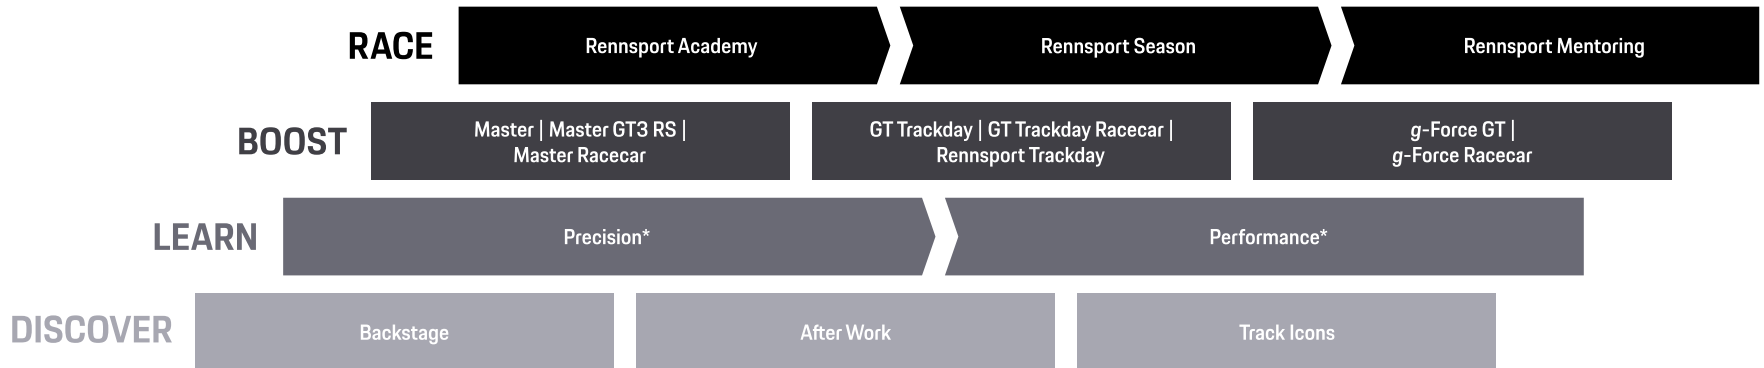 RACE
Rennsport Academy
Rennsport Season
Rennsport Mentoring
BOOST
Master | Master GT3 RS |
Master Racecar
GT Trackday | GT Trackday Racecar |
Rennsport Trackday
g-Force GT |
g-Force Racecar
LEARN
Precision*
Performance*
DISCOVER
Backstage
After Work
Track Icons